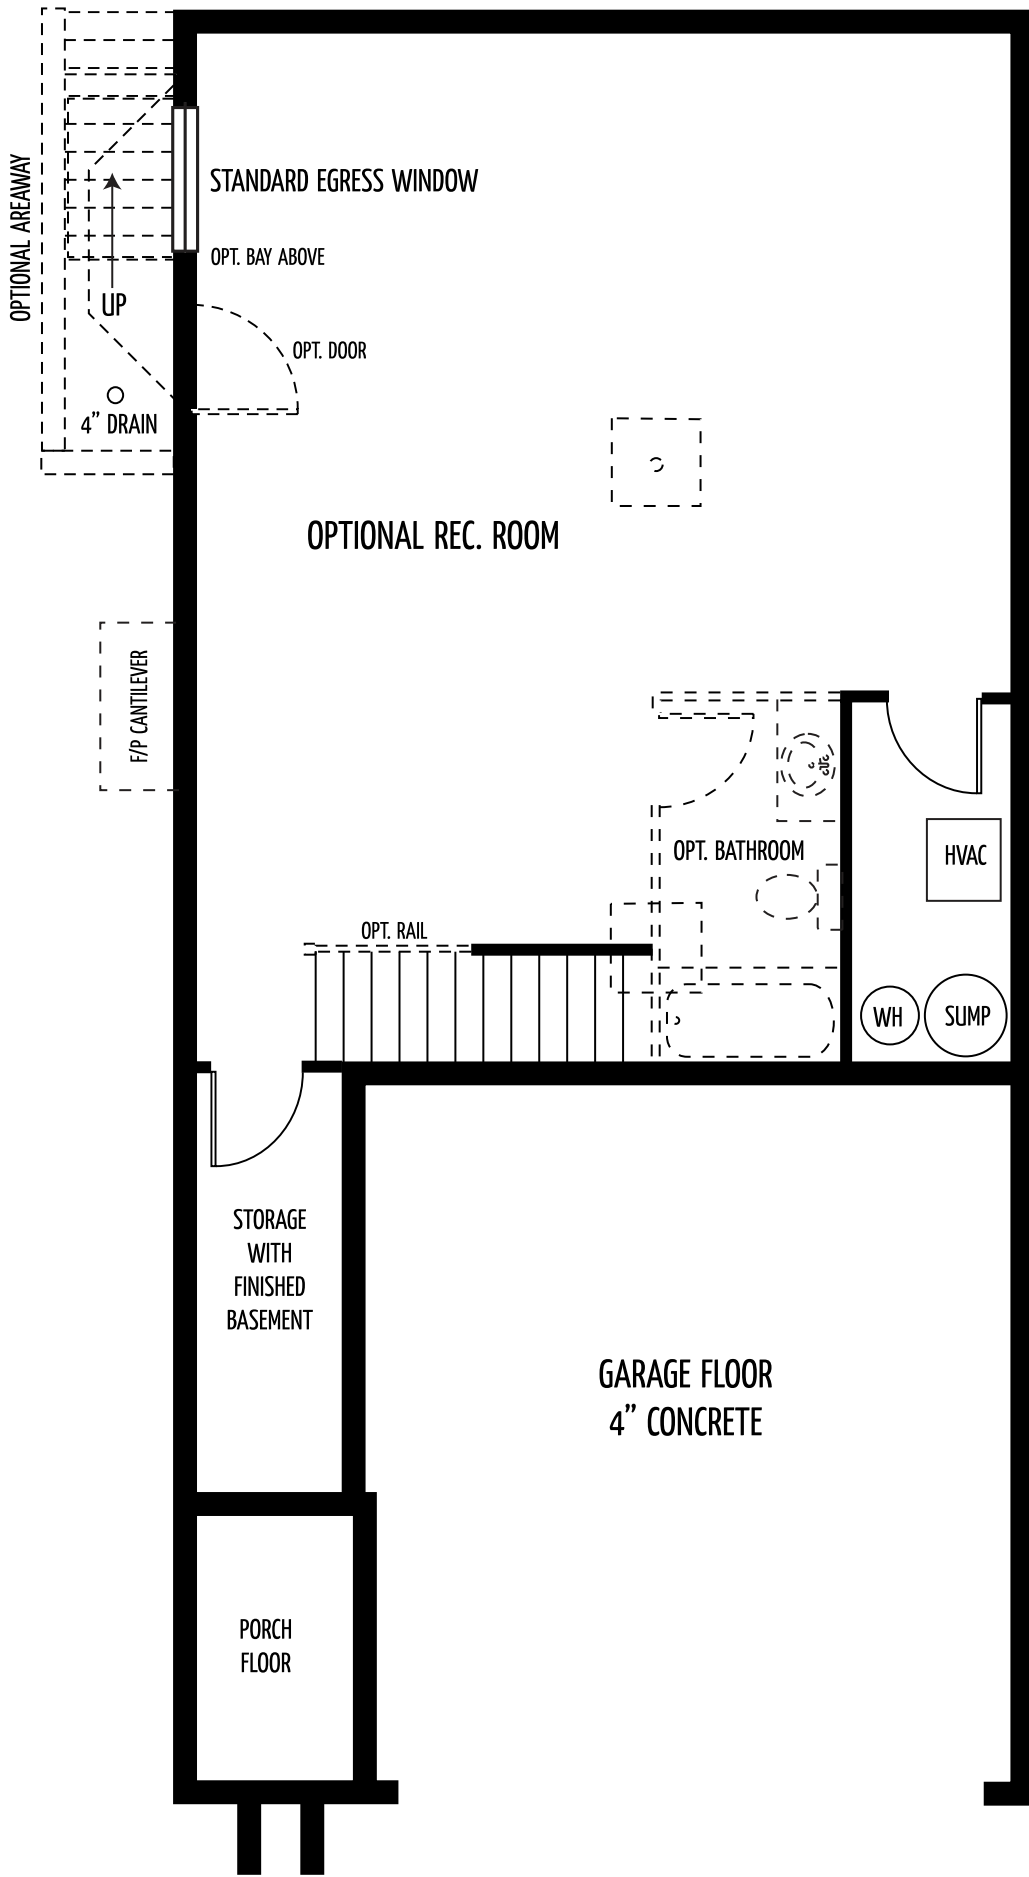 OPTIONAL AREAWAY
STANDARD EGRESS WINDOW
OPT. BAY ABOVE
UP
OPT. DOOR
4” DRAIN
OPTIONAL REC. ROOM
F/P CANTILEVER
OPT. BATHROOM
HVAC
OPT. RAIL
WH
SUMP
STORAGE
WITH
FINISHED
BASEMENT
GARAGE FLOOR
4” CONCRETE
PORCH
FLOOR